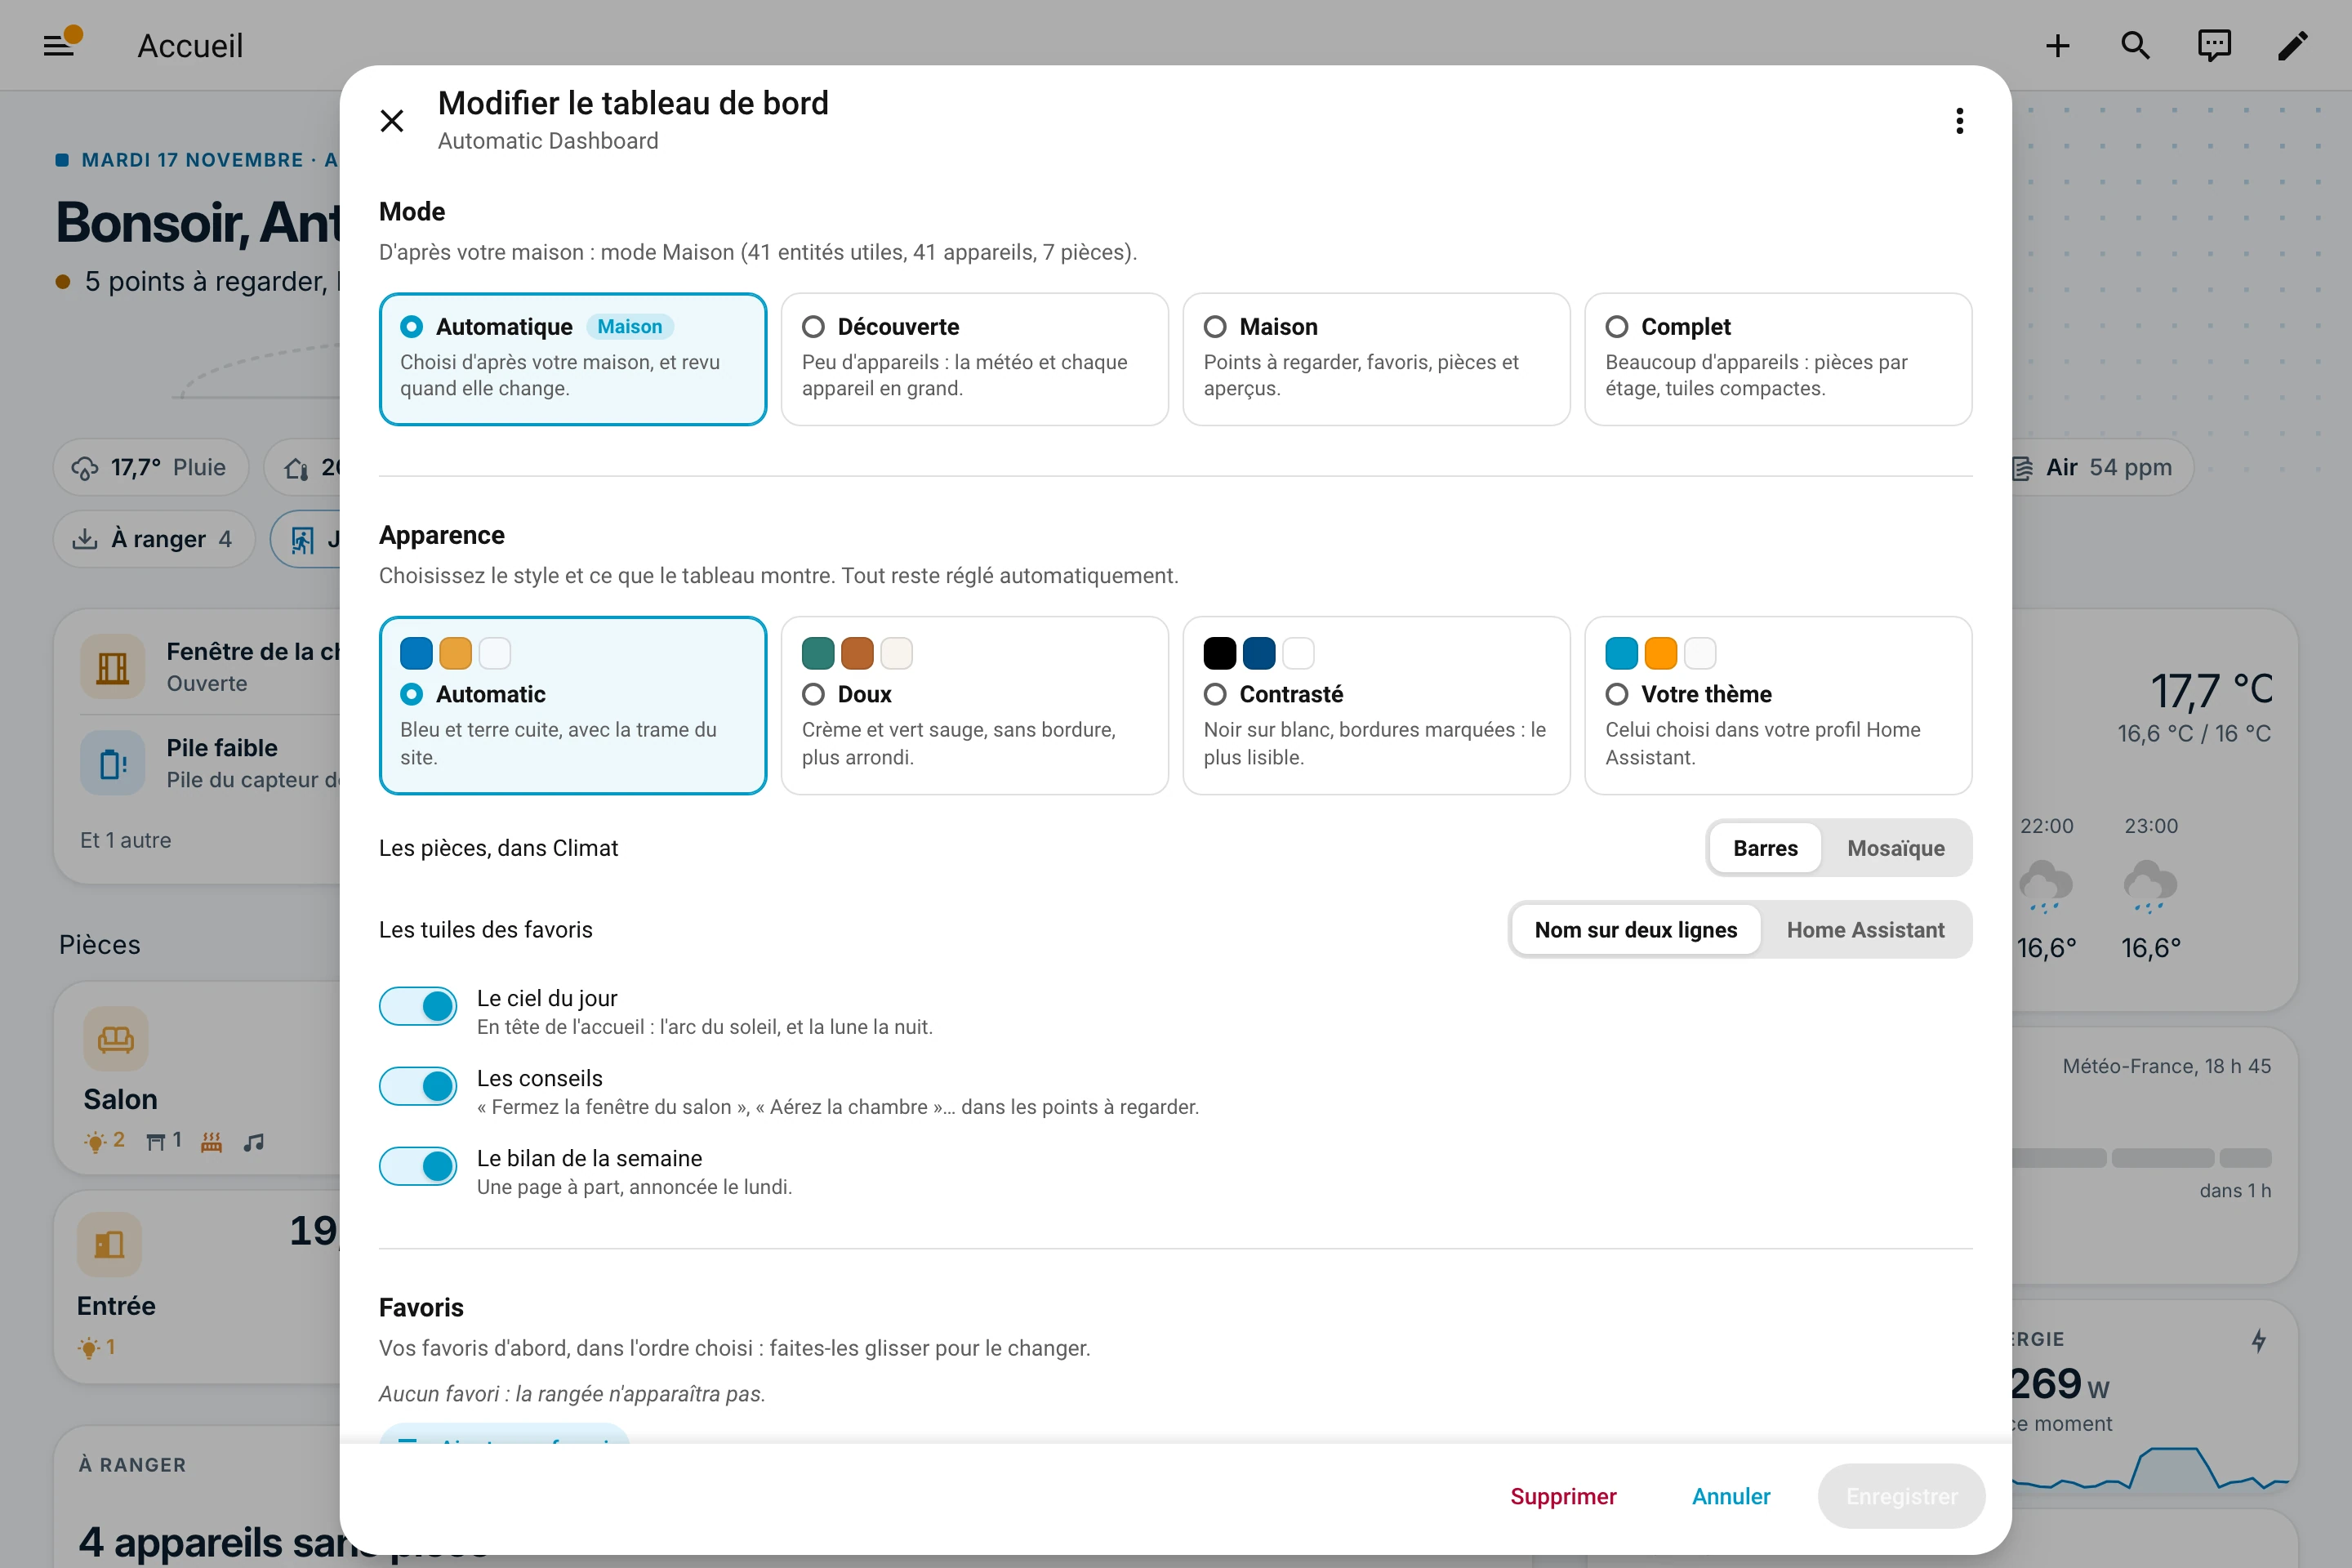 Accueil
MARDI 17 NOVEMBRE · A
Bonsoir, Ant
5 points à regarder,
17,7° Pluie
20
À ranger 4
J
Fenêtre de la ch
Ouverte
Pile faible
Pile du capteur de
Et 1 autre
Pièces
Salon
2
1
19,
Entrée
1
À RANGER
4 appareils sans pièce
Modifier le tableau de bord
Automatic Dashboard
Mode
D'après votre maison : mode Maison (41 entités utiles, 41 appareils, 7 pièces).
Automatique Maison
Choisi d'après votre maison, et revu
quand elle change.
Découverte
Peu d'appareils : la météo et chaque
appareil en grand.
Maison
Points à regarder, favoris, pièces et
aperçus.
Complet
Beaucoup d'appareils : pièces par
étage, tuiles compactes.
Apparence
Choisissez le style et ce que le tableau montre. Tout reste réglé automatiquement.
Automatic
Bleu et terre cuite, avec la trame du
site.
Doux
Crème et vert sauge, sans bordure,
plus arrondi.
Contrasté
Noir sur blanc, bordures marquées : le
plus lisible.
Votre thème
Celui choisi dans votre profil Home
Assistant.
Les pièces, dans Climat
Barres Mosaïque
Les tuiles des favoris
Nom sur deux lignes Home Assistant
Le ciel du jour
En tête de l'accueil : l'arc du soleil, et la lune la nuit.
Les conseils
« Fermez la fenêtre du salon », « Aérez la chambre »… dans les points à regarder.
Le bilan de la semaine
Une page à part, annoncée le lundi.
Favoris
Vos favoris d'abord, dans l'ordre choisi : faites-les glisser pour le changer.
Aucun favori : la rangée n'apparaîtra pas.
Supprimer Annuler Enregistrer
Air 54 ppm
17,7 °C
16,6 °C / 16 °C
22:00 23:00
16,6° 16,6°
Météo-France, 18 h 45
dans 1 h
ERGIE
269 W
ce moment